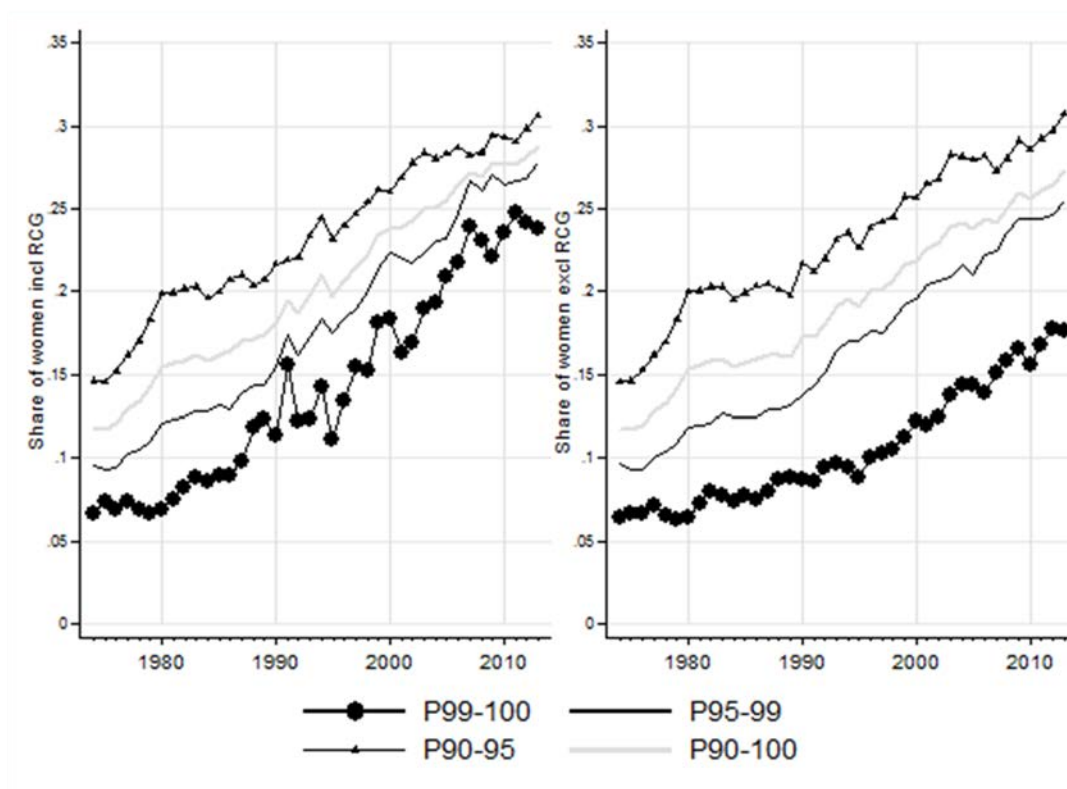 Share of women incl RCG
.35
.3
.25
.2
.15
.1
.05
0
1980 1990 2000 2010
Share of women excl RCG
.35
.3
.25
.2
.15
.1
.05
0
1980 1990 2000 2010
P99-100 P95-99
P90-95 P90-100